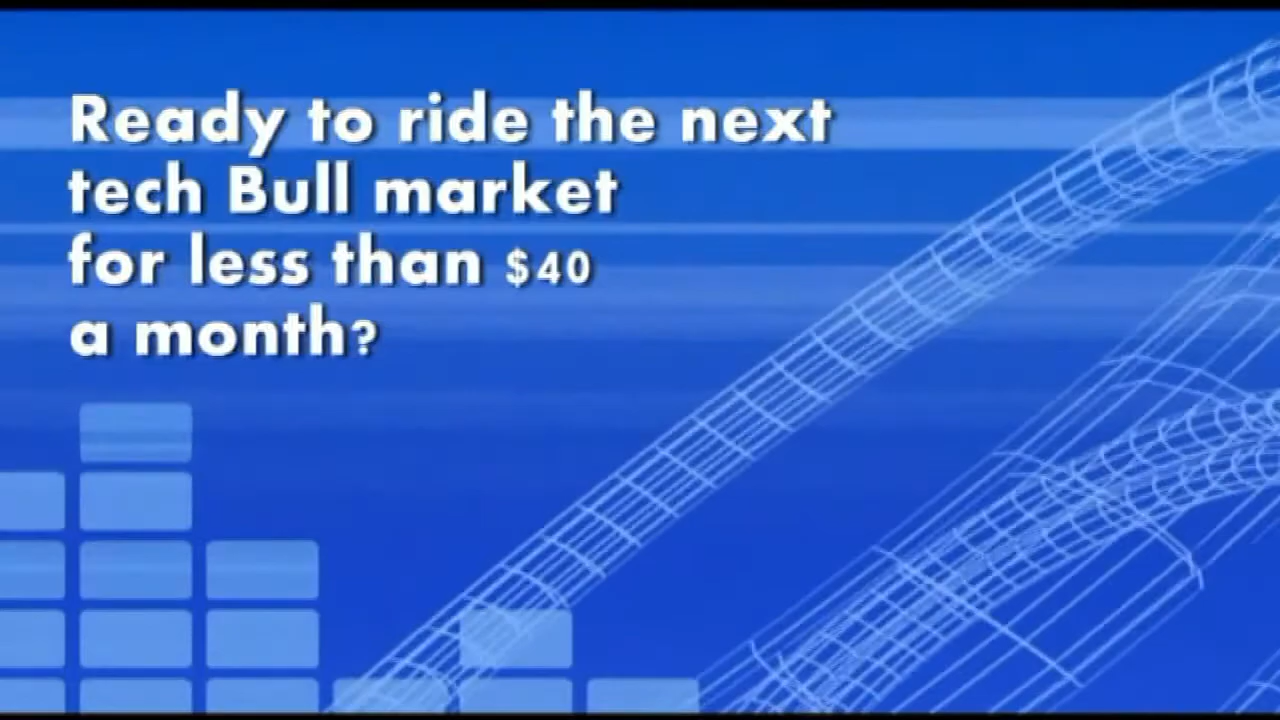 Ready to ride the next
tech Bull market
for less than $40
a month?